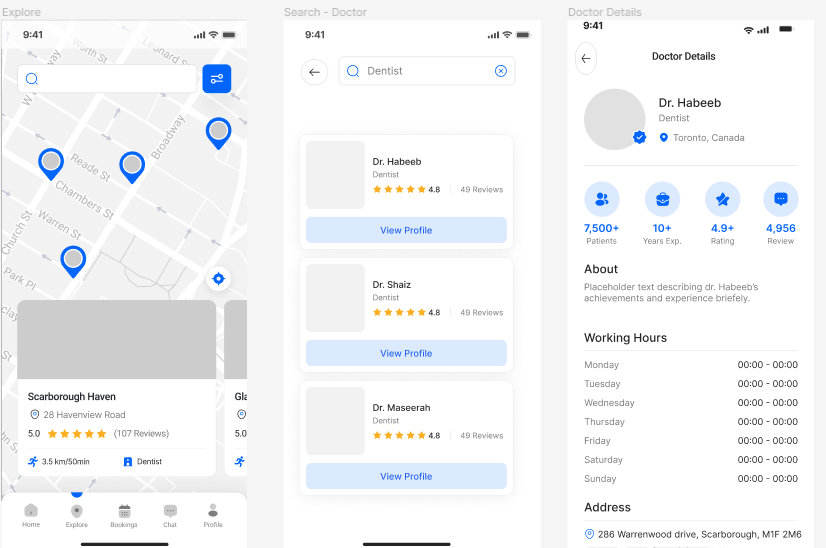 Explore
9:41
Leonard St
Worth St
Broadway
Reade St
Chambers St
Warren St
Church St
Park Pl
Scarborough Haven
28 Havenview Road
5.0 (107 Reviews)
3.5 km/50min Dentist
Gla
5.0
Home Explore Bookings Chat Profile
Search - Doctor
9:41
Dentist
Dr. Habeeb
Dentist
4.8 49 Reviews
View Profile
Dr. Shaiz
Dentist
4.8 49 Reviews
View Profile
Dr. Maseerah
Dentist
4.8 49 Reviews
View Profile
Doctor Details
9:41
Doctor Details
Dr. Habeeb
Dentist
Toronto, Canada
7,500+ 10+ 4.9+ 4,956
Patients Years Exp. Rating Review
About
Placeholder text describing dr. Habeeb's
achievements and experience briefely.
Working Hours
Monday 00:00 - 00:00
Tuesday 00:00 - 00:00
Wednesday 00:00 - 00:00
Thursday 00:00 - 00:00
Friday 00:00 - 00:00
Saturday 00:00 - 00:00
Sunday 00:00 - 00:00
Address
286 Warrenwood drive, Scarborough, M1F 2M6